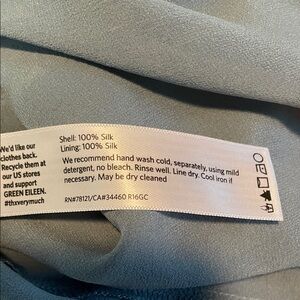 We'd like our
clothes back.
Recycle them at
our US stores
and support
GREEN EILEEN.
#thxverymuch
Shell: 100% Silk
Lining: 100% Silk
We recommend hand wash cold, separately, using mild
detergent, no bleach. Rinse well. Line dry. Cool iron if
necessary. May be dry cleaned
RN#78121/CA#34460 R16GC